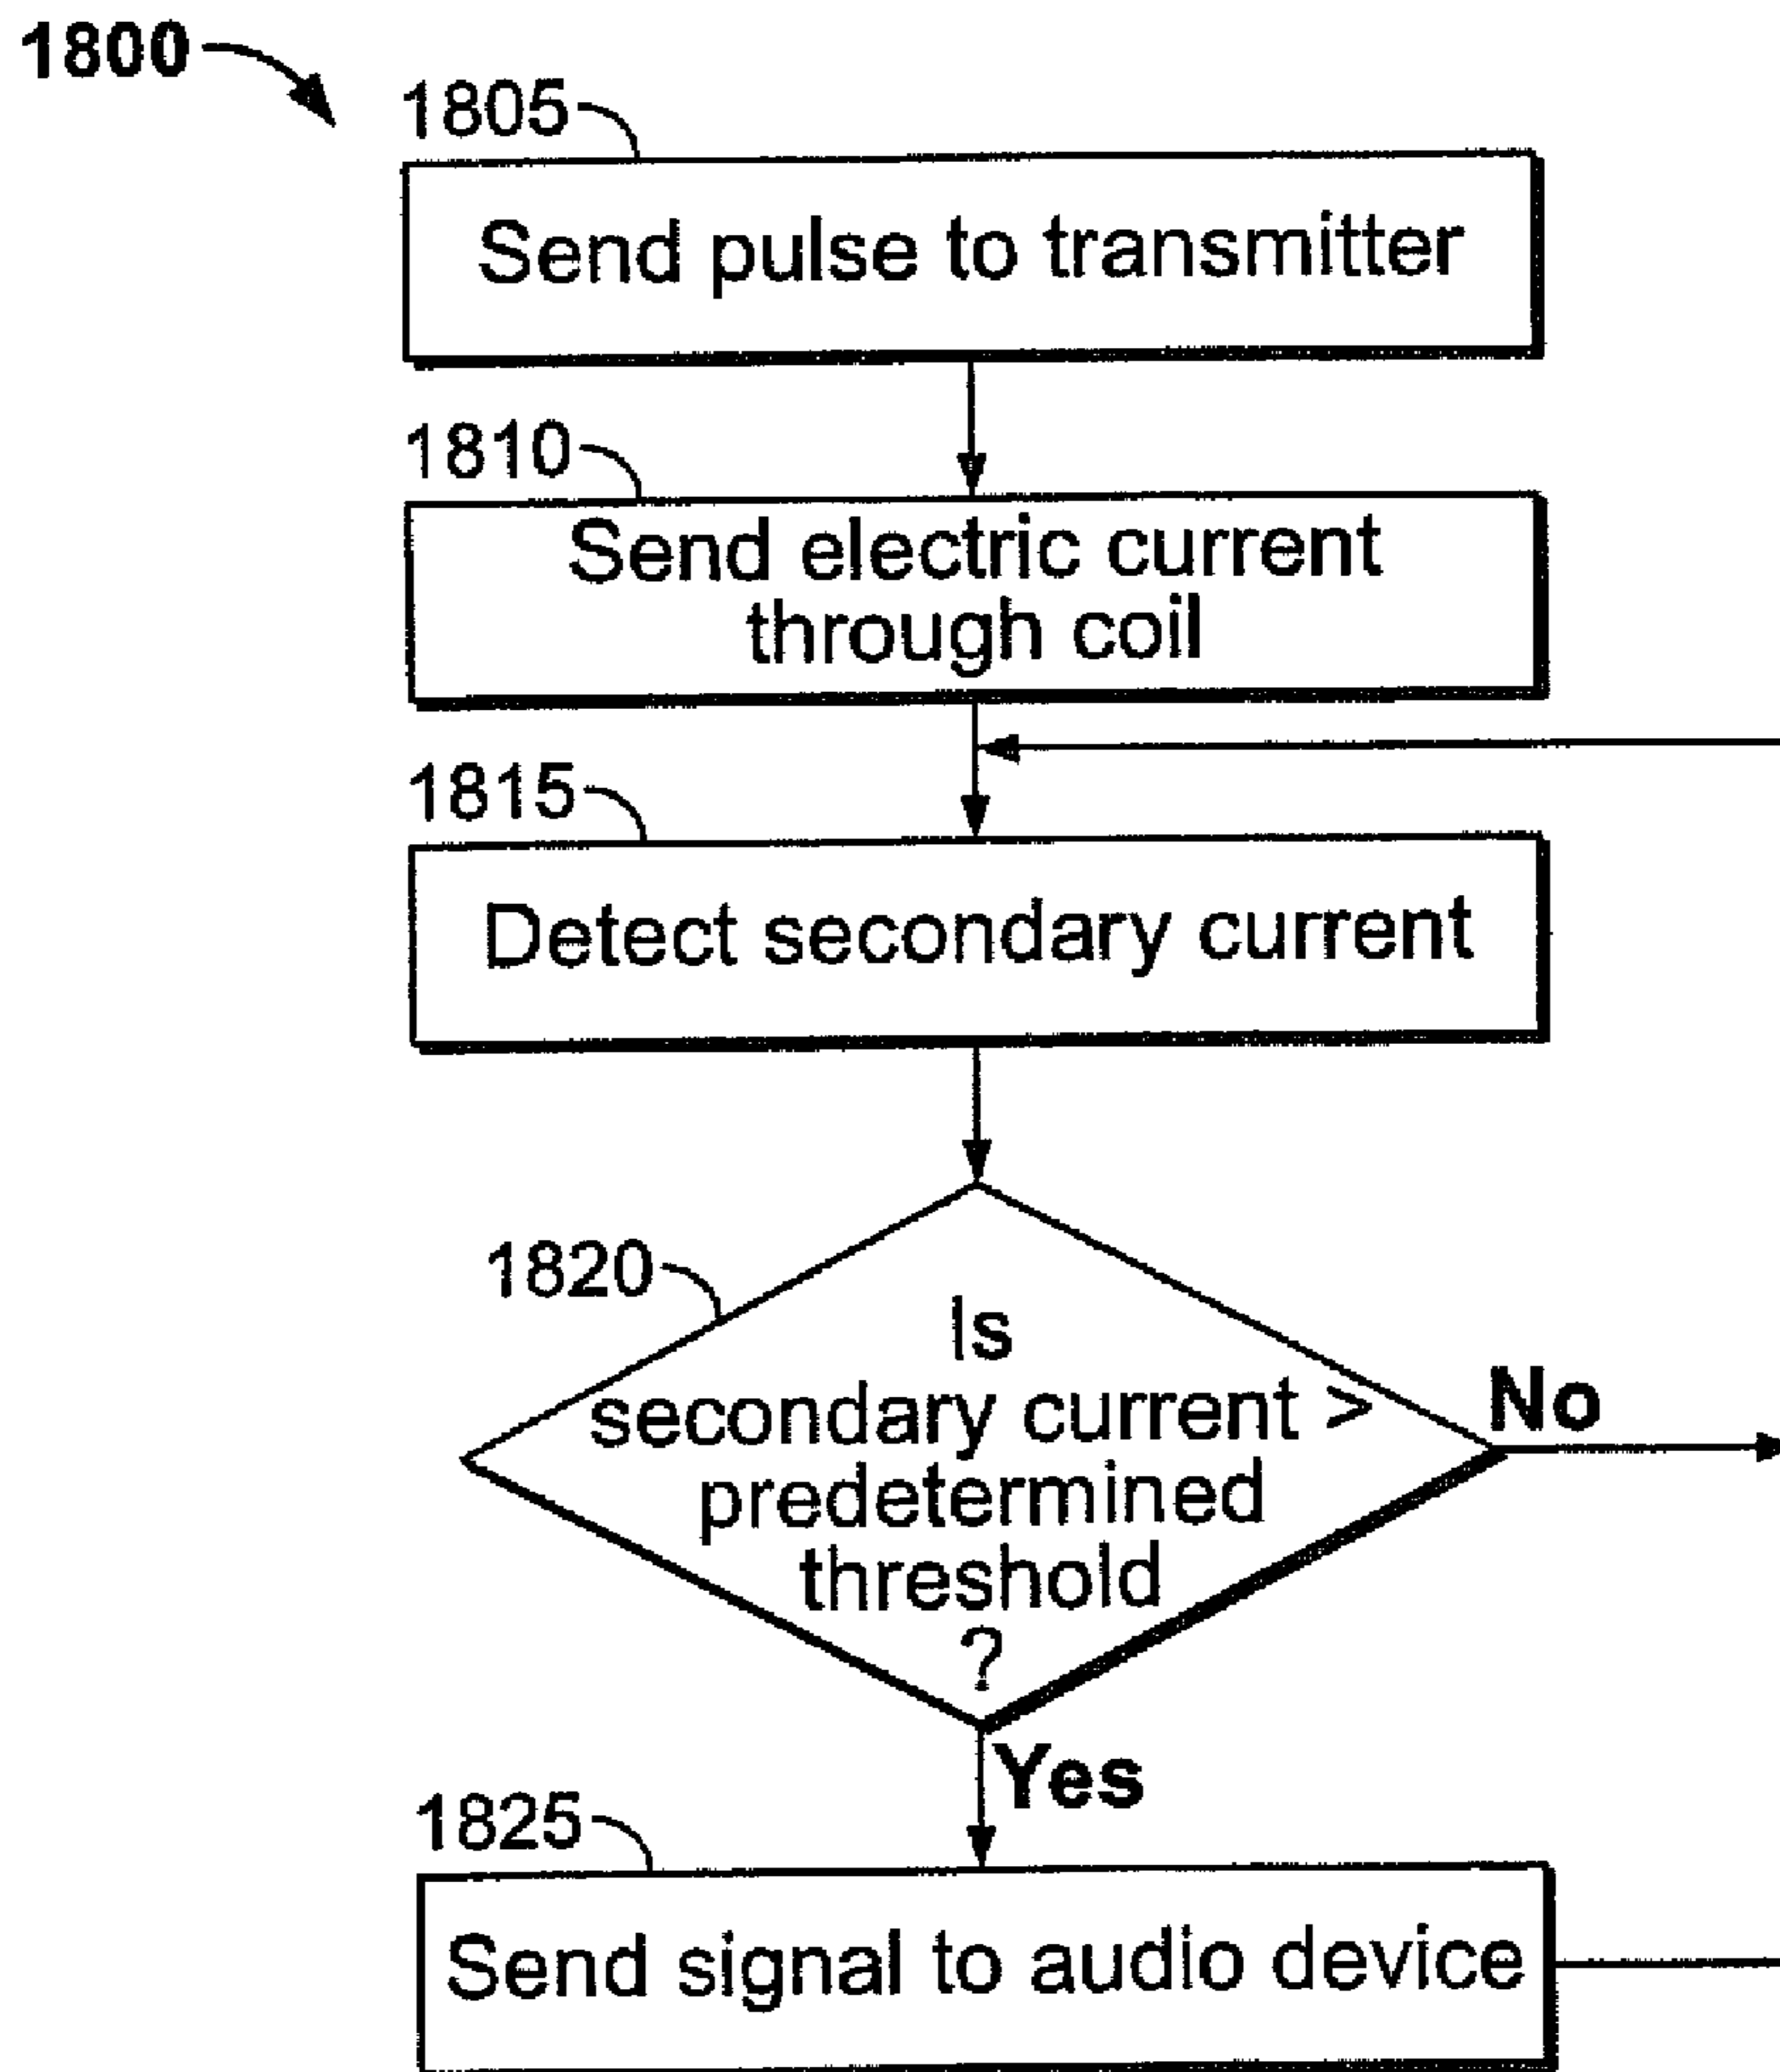 1800
1805
Send pulse to transmitter
1810
Send electric current
through coil
1815
Detect secondary current
1820
Is
secondary current >
predetermined
threshold
?
No
Yes
1825
Send signal to audio device